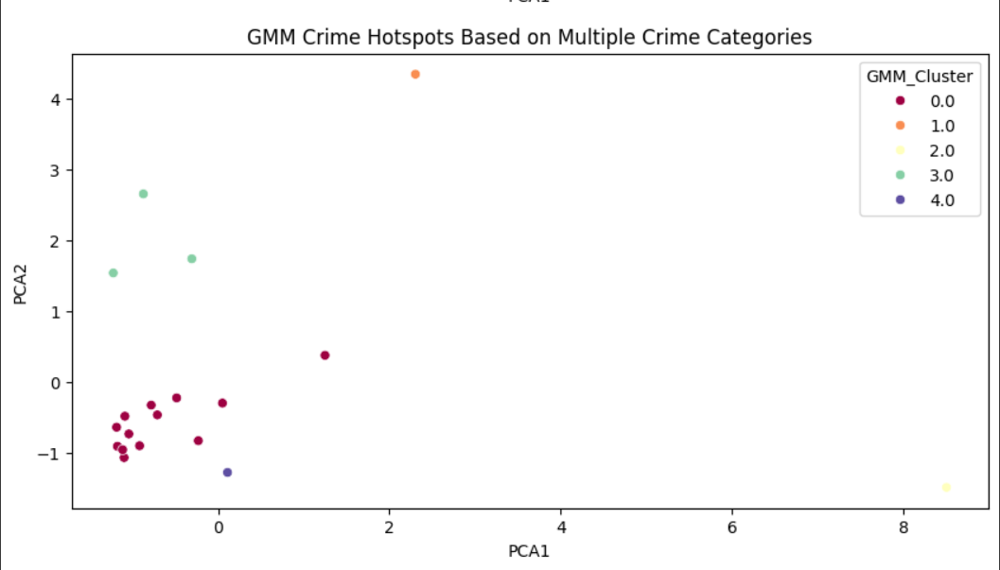 PCA1
GMM Crime Hotspots Based on Multiple Crime Categories
GMM_Cluster
0.0
1.0
2.0
3.0
4.0
4
3
2
1
0
−1
PCA2
0 2 4 6 8
PCA1